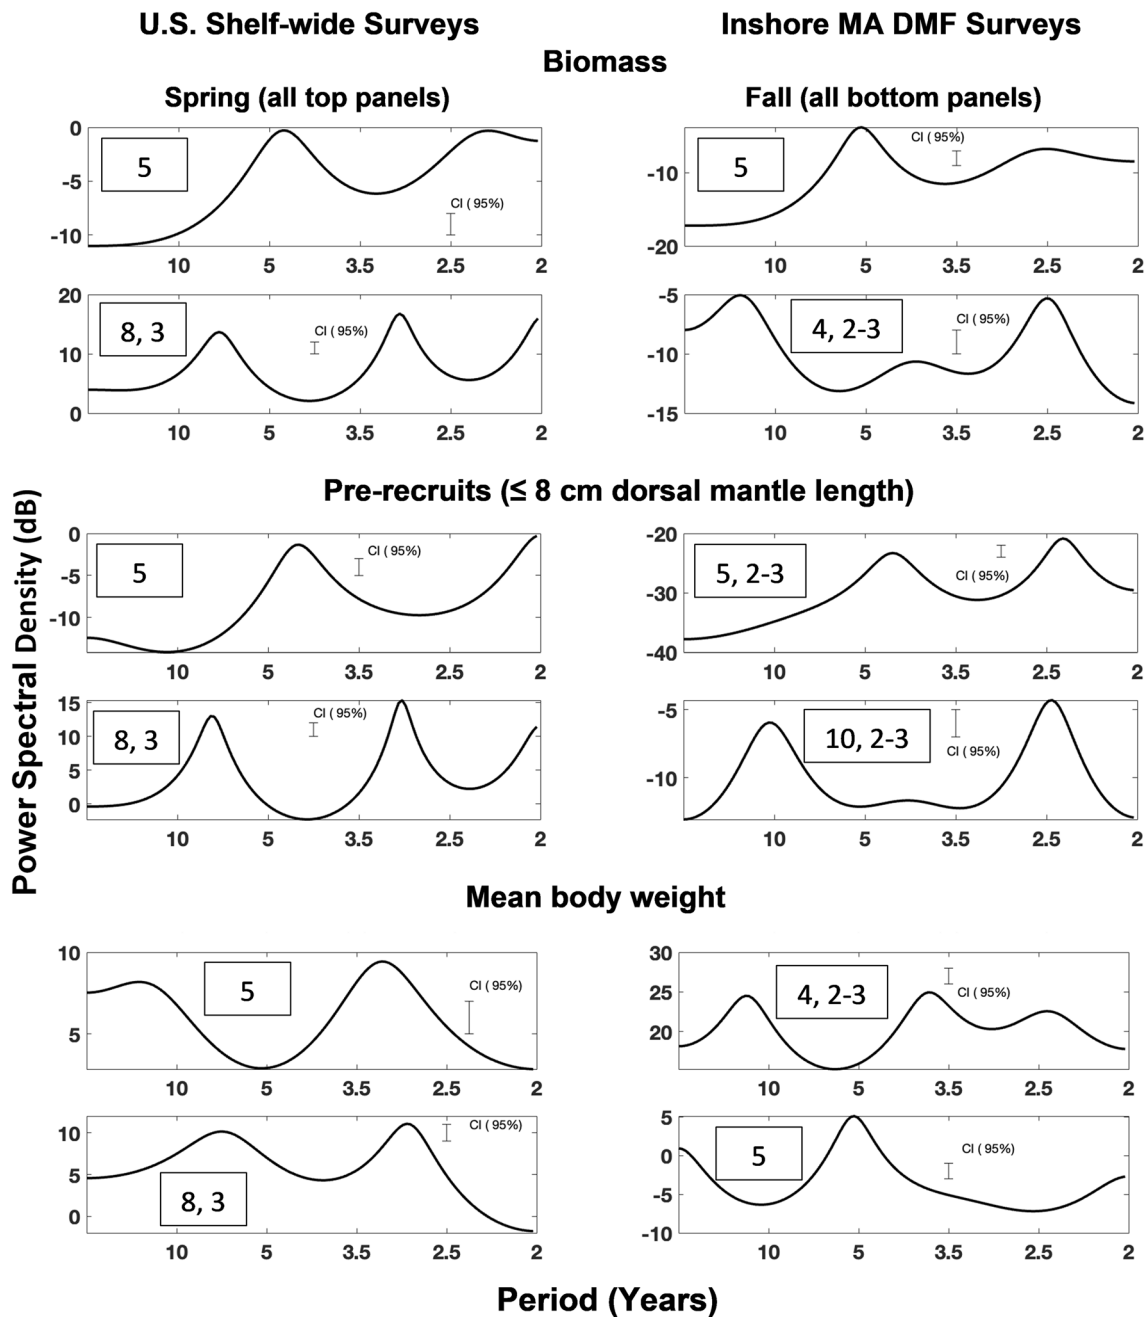 U.S. Shelf-wide Surveys
Inshore MA DMF Surveys
Biomass
Spring (all top panels)
Fall (all bottom panels)
0
-5
-10
5
CI ( 95%)
10 5 3.5 2.5 2
-10
-20
5
CI ( 95%)
10 5 3.5 2.5 2
20
10
0
8, 3
CI ( 95%)
10 5 3.5 2.5 2
-5
-10
-15
4, 2-3
CI ( 95%)
10 5 3.5 2.5 2
Power Spectral Density (dB)
Pre-recruits (≤ 8 cm dorsal mantle length)
0
-5
-10
5
CI ( 95%)
10 5 3.5 2.5 2
-20
-30
-40
5, 2-3
CI ( 95%)
10 5 3.5 2.5 2
15
10
5
0
8, 3
CI ( 95%)
10 5 3.5 2.5 2
-5
-10
10, 2-3
CI ( 95%)
10 5 3.5 2.5 2
Mean body weight
10
5
5
CI ( 95%)
10 5 3.5 2.5 2
30
25
20
4, 2-3
CI ( 95%)
10 5 3.5 2.5 2
10
5
0
8, 3
CI ( 95%)
10 5 3.5 2.5 2
5
0
-5
-10
5
CI ( 95%)
10 5 3.5 2.5 2
Period (Years)